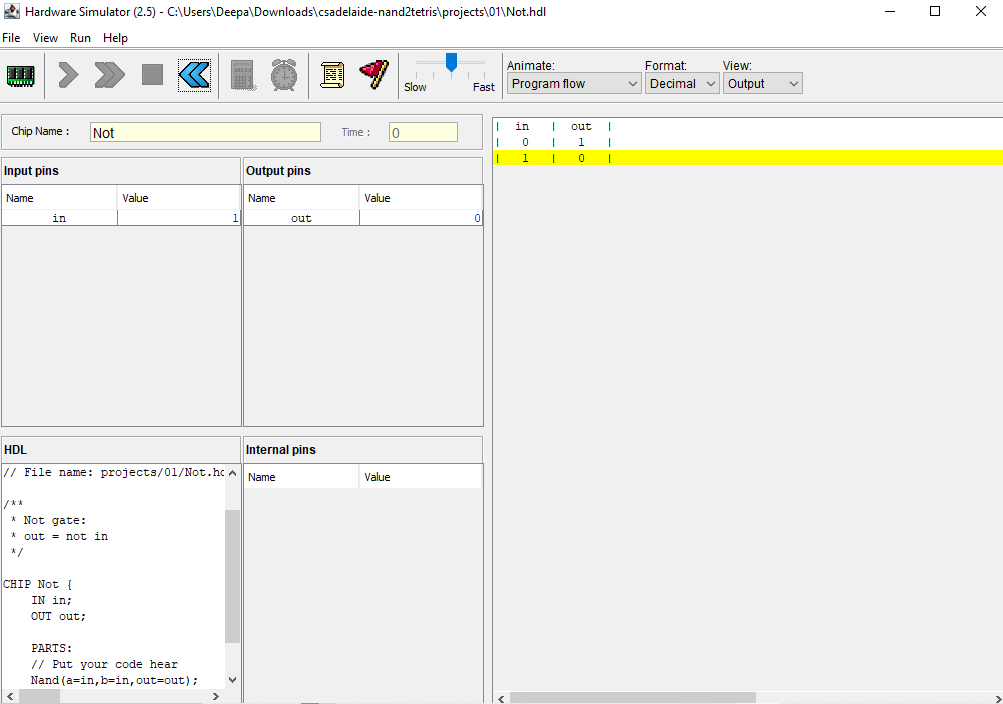 Hardware Simulator (2.5) - C:\Users\Deepa\Downloads\csadelaide-nand2tetris\projects\01\Not.hdl
File View Run Help
Slow Fast
Animate: Format: View:
Program flow Decimal Output
Chip Name : Not Time : 0
Input pins
Name Value
in 1
Output pins
Name Value
out 0
HDL
// File name: projects/01/Not.hd
/**
* Not gate:
* out = not in
*/
CHIP Not {
IN in;
OUT out;
PARTS:
// Put your code hear
Nand(a=in,b=in,out=out);
Internal pins
Name Value
| in | out |
| 0 | 1 |
| 1 | 0 |